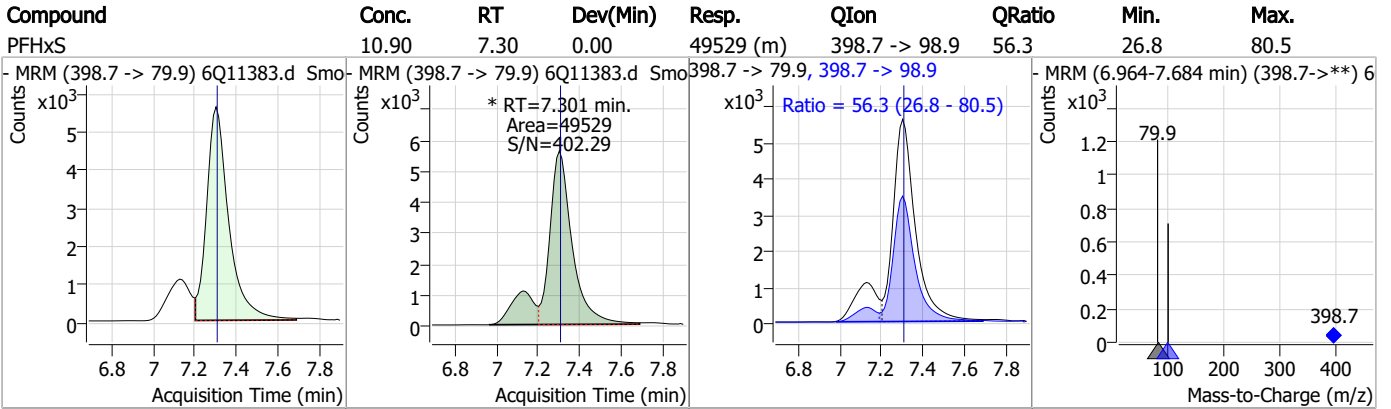 Compound Conc. RT Dev(Min) Resp. QIon QRatio Min. Max.
PFHxS 10.90 7.30 0.00 49529 (m) 398.7 -> 98.9 56.3 26.8 80.5
- MRM (398.7 -> 79.9) 6Q11383.d Smo
Counts
x10³
5
4
3
2
1
0
6.8 7 7.2 7.4 7.6 7.8
Acquisition Time (min)
- MRM (398.7 -> 79.9) 6Q11383.d Smo
Counts
x10³
* RT=7.301 min.
Area=49529
S/N=402.29
6
5
4
3
2
1
0
6.8 7 7.2 7.4 7.6 7.8
Acquisition Time (min)
398.7 -> 79.9, 398.7 -> 98.9
x10³
Ratio = 56.3 (26.8 - 80.5)
5
4
3
2
1
0
6.8 7 7.2 7.4 7.6 7.8
Acquisition Time (min)
- MRM (6.964-7.684 min) (398.7->**) 6
Counts
x10³
79.9
1.2
1
0.8
0.6
0.4
0.2
398.7
0
100 200 300 400
Mass-to-Charge (m/z)